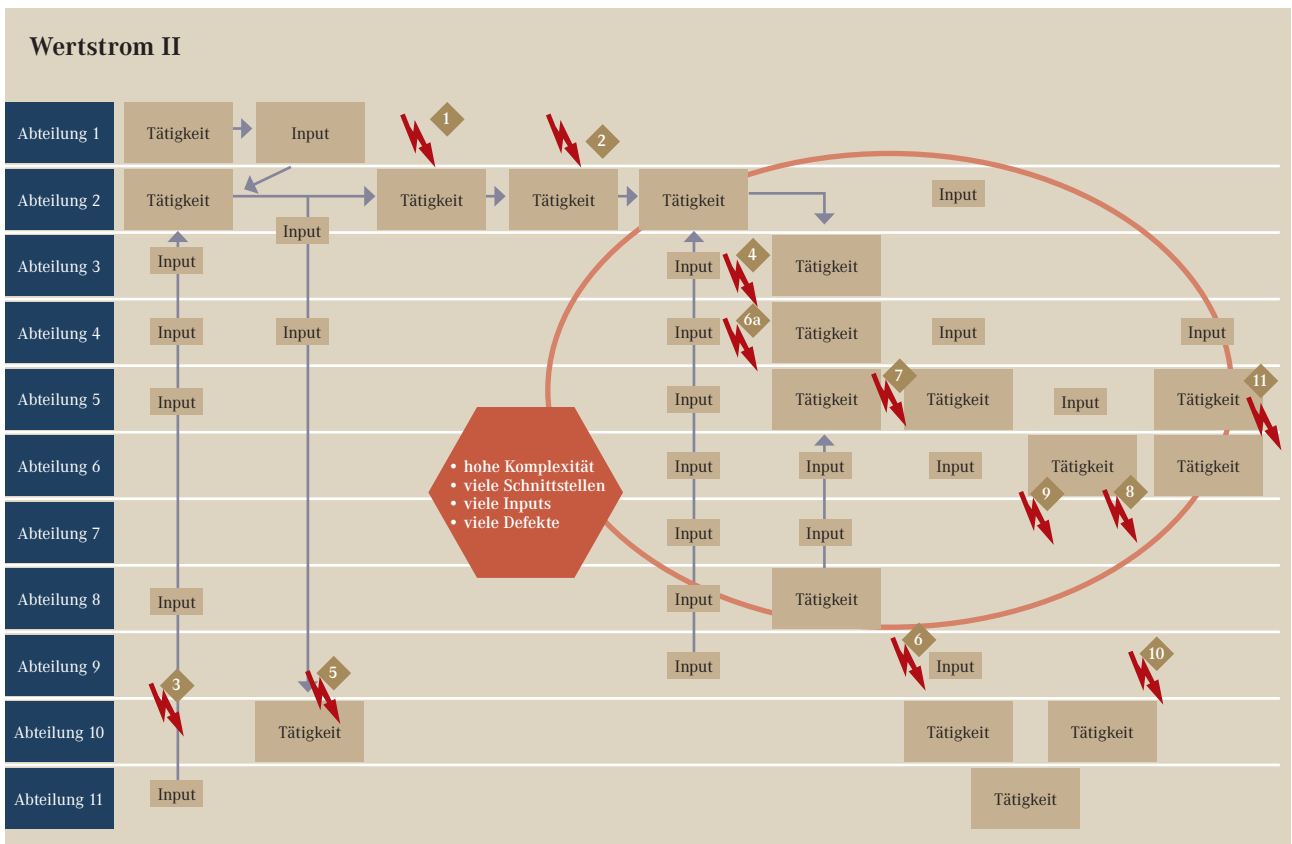 Wertstrom II
Abteilung 1 Tätigkeit Input 1 2
Abteilung 2 Tätigkeit Tätigkeit Tätigkeit Tätigkeit Input
Input
Abteilung 3 Input Input 4 Tätigkeit
Abteilung 4 Input Input Input 6a Tätigkeit Input Input
Abteilung 5 Input Input Tätigkeit 7 Tätigkeit Input Tätigkeit 11
Abteilung 6 Input Input Input Tätigkeit Tätigkeit
• hohe Komplexität
• viele Schnittstellen
• viele Inputs
• viele Defekte
9 8
Abteilung 7 Input Input
Abteilung 8 Input Input Tätigkeit
Abteilung 9 3 5 Input 6 Input 10
Abteilung 10 Tätigkeit Tätigkeit Tätigkeit
Abteilung 11 Input Tätigkeit